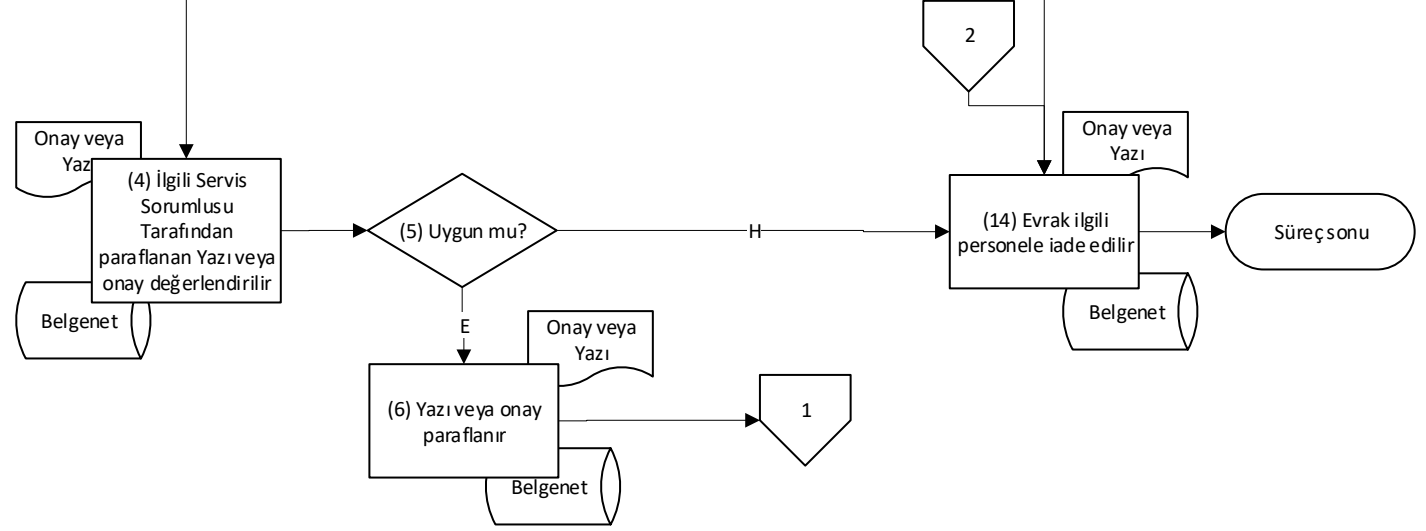 2
Onay veya
Yaz
(4) İlgili Servis
Sorumlusu
Tarafından
paraflanan Yazı veya
onay değerlendirilir
Belgenet
(5) Uygun mu?
H
Onay veya
Yazı
(14) Evrak ilgili
personele iade edilir
Belgenet
Süreç sonu
E
Onay veya
Yazı
(6) Yazı veya onay
paraflanır
Belgenet
1